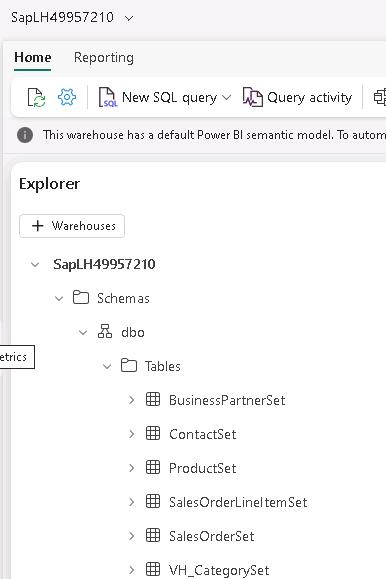 SapLH49957210
Home Reporting
SQL New SQL query Query activity
This warehouse has a default Power BI semantic model. To autom
Explorer
+ Warehouses
SapLH49957210
Schemas
dbo
etrics
Tables
BusinessPartnerSet
ContactSet
ProductSet
SalesOrderLineItemSet
SalesOrderSet
VH_CategorySet